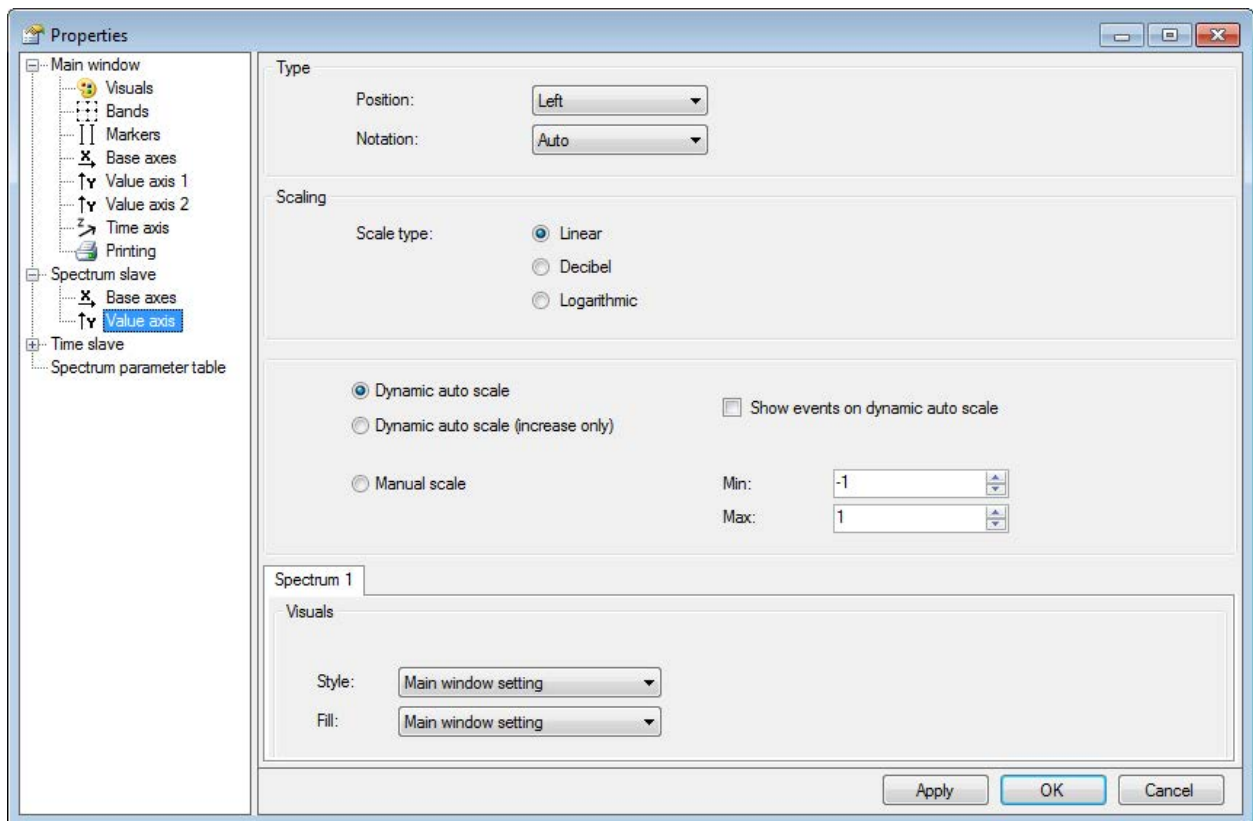 Properties
Main window
Visuals
Bands
Markers
X Base axes
Y Value axis 1
Y Value axis 2
Z Time axis
Printing
Spectrum slave
X Base axes
Y Value axis
Time slave
Spectrum parameter table
Type
Position: Left
Notation: Auto
Scaling
Scale type: Linear
Decibel
Logarithmic
Dynamic auto scale
Show events on dynamic auto scale
Dynamic auto scale (increase only)
Manual scale Min: -1
Max: 1
Spectrum 1
Visuals
Style: Main window setting
Fill: Main window setting
Apply OK Cancel